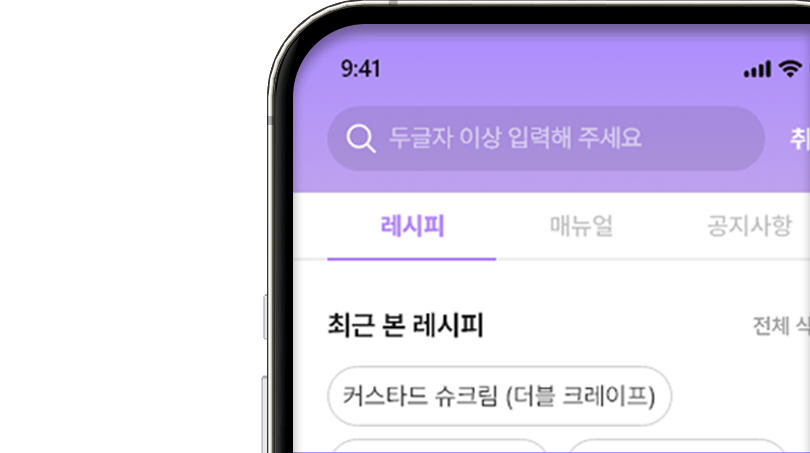 9:41
두글자 이상 입력해 주세요
레시피 매뉴얼 공지사항
최근 본 레시피 전체
커스타드 슈크림 (더블 크레이프)